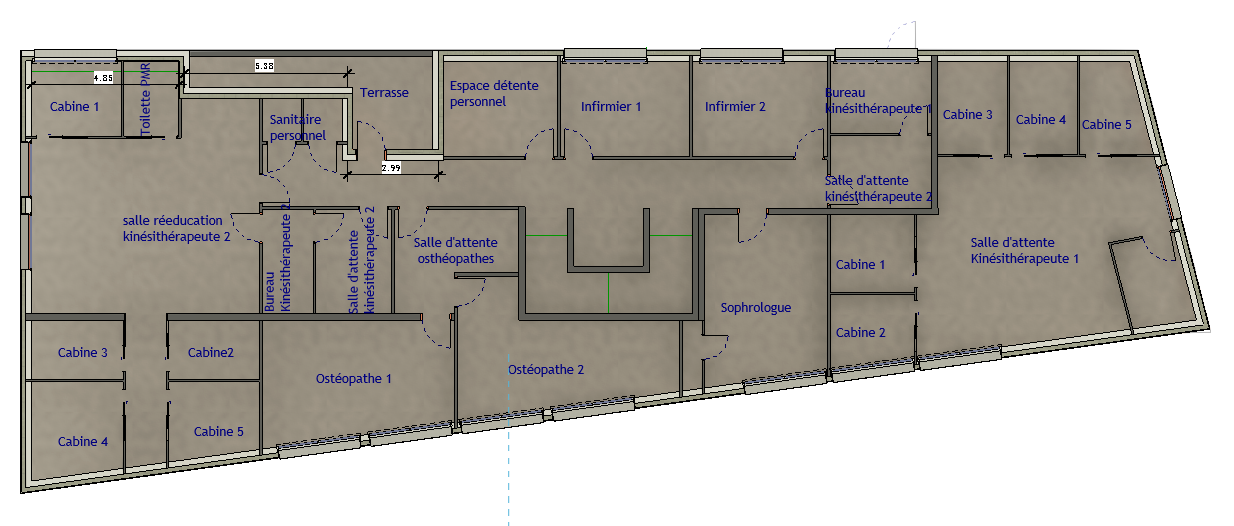 5.38
4.85
Cabine 1
Toilette PMR
Terrasse
Sanitaire
personnel
2.99
Espace détente
personnel
Infirmier 1
Infirmier 2
Bureau
kinésithérapeute 1
Cabine 3
Cabine 4
Cabine 5
Salle d'attente
kinésithérapeute 2
salle rééducation
kinésithérapeute 2
Bureau
Kinésithérapeute 2
Salle d'attente
kinésithérapeute 2
Salle d'attente
osthéopathes
Sophrologue
Cabine 1
Cabine 2
Salle d'attente
Kinésithérapeute 1
Cabine 3
Cabine2
Cabine 4
Cabine 5
Ostéopathe 1
Ostéopathe 2